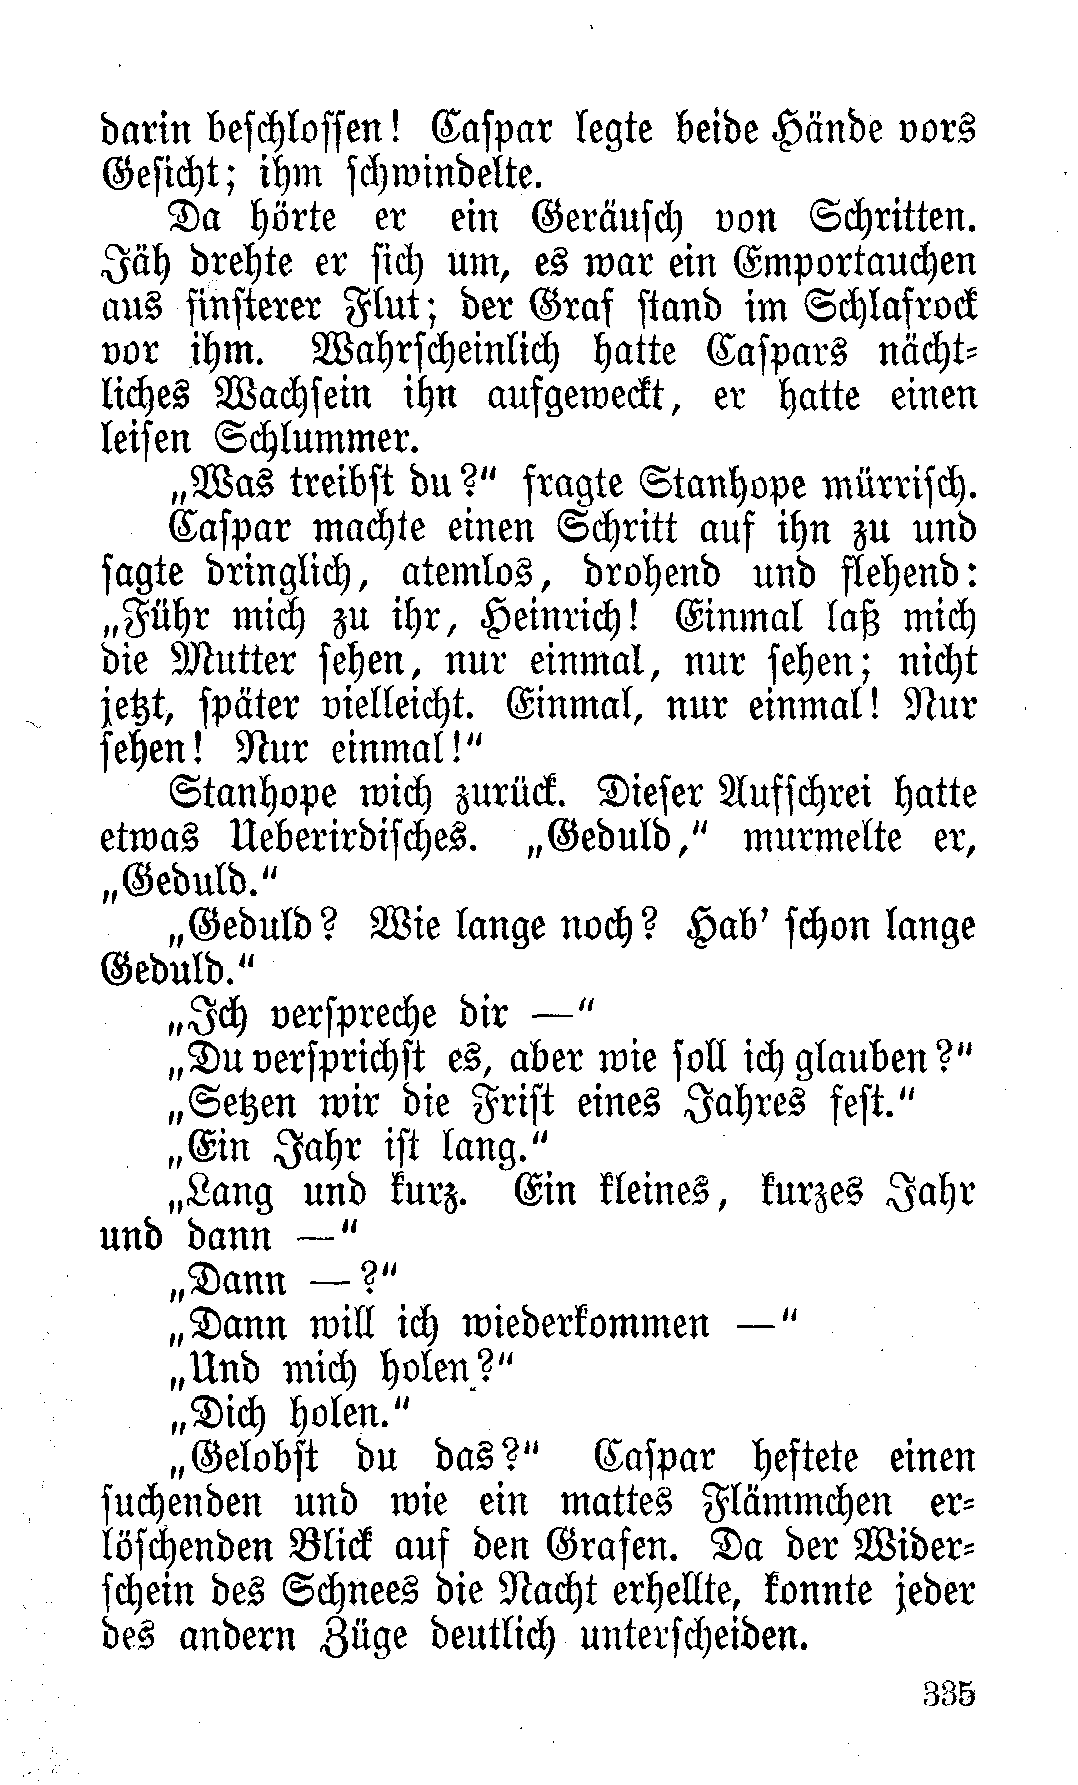 darin beschlossen! Caspar legte beide Hände vors
Gesicht; ihm schwindelte.
Da hörte er ein Geräusch von Schritten.
Jäh drehte er sich um, es war ein Emportauchen
aus finsterer Flut; der Graf stand im Schlafrock
vor ihm. Wahrscheinlich hatte Caspars nächt-
liches Wachsein ihn aufgeweckt, er hatte einen
leisen Schlummer.
„Was treibst du?“ fragte Stanhope mürrisch.
Caspar machte einen Schritt auf ihn zu und
sagte dringlich, atemlos, drohend und flehend:
„Führ mich zu ihr, Heinrich! Einmal laß mich
die Mutter sehen, nur einmal, nur sehen; nicht
jetzt, später vielleicht. Einmal, nur einmal! Nur
sehen! Nur einmal!“
Stanhope wich zurück. Dieser Aufschrei hatte
etwas Ueberirdisches. „Geduld,“ murmelte er,
„Geduld.“
„Geduld? Wie lange noch? Hab’ schon lange
Geduld.“
„Ich verspreche dir —“
„Du versprichst es, aber wie soll ich glauben?“
„Setzen wir die Frist eines Jahres fest.“
„Ein Jahr ist lang.“
„Lang und kurz. Ein kleines, kurzes Jahr
und dann —“
„Dann —?“
„Dann will ich wiederkommen —“
„Und mich holen?“
„Dich holen.“
„Gelobst du das?“ Caspar heftete einen
suchenden und wie ein mattes Flämmchen er-
löschenden Blick auf den Grafen. Da der Wider-
schein des Schnees die Nacht erhellte, konnte jeder
des andern Züge deutlich unterscheiden.
335